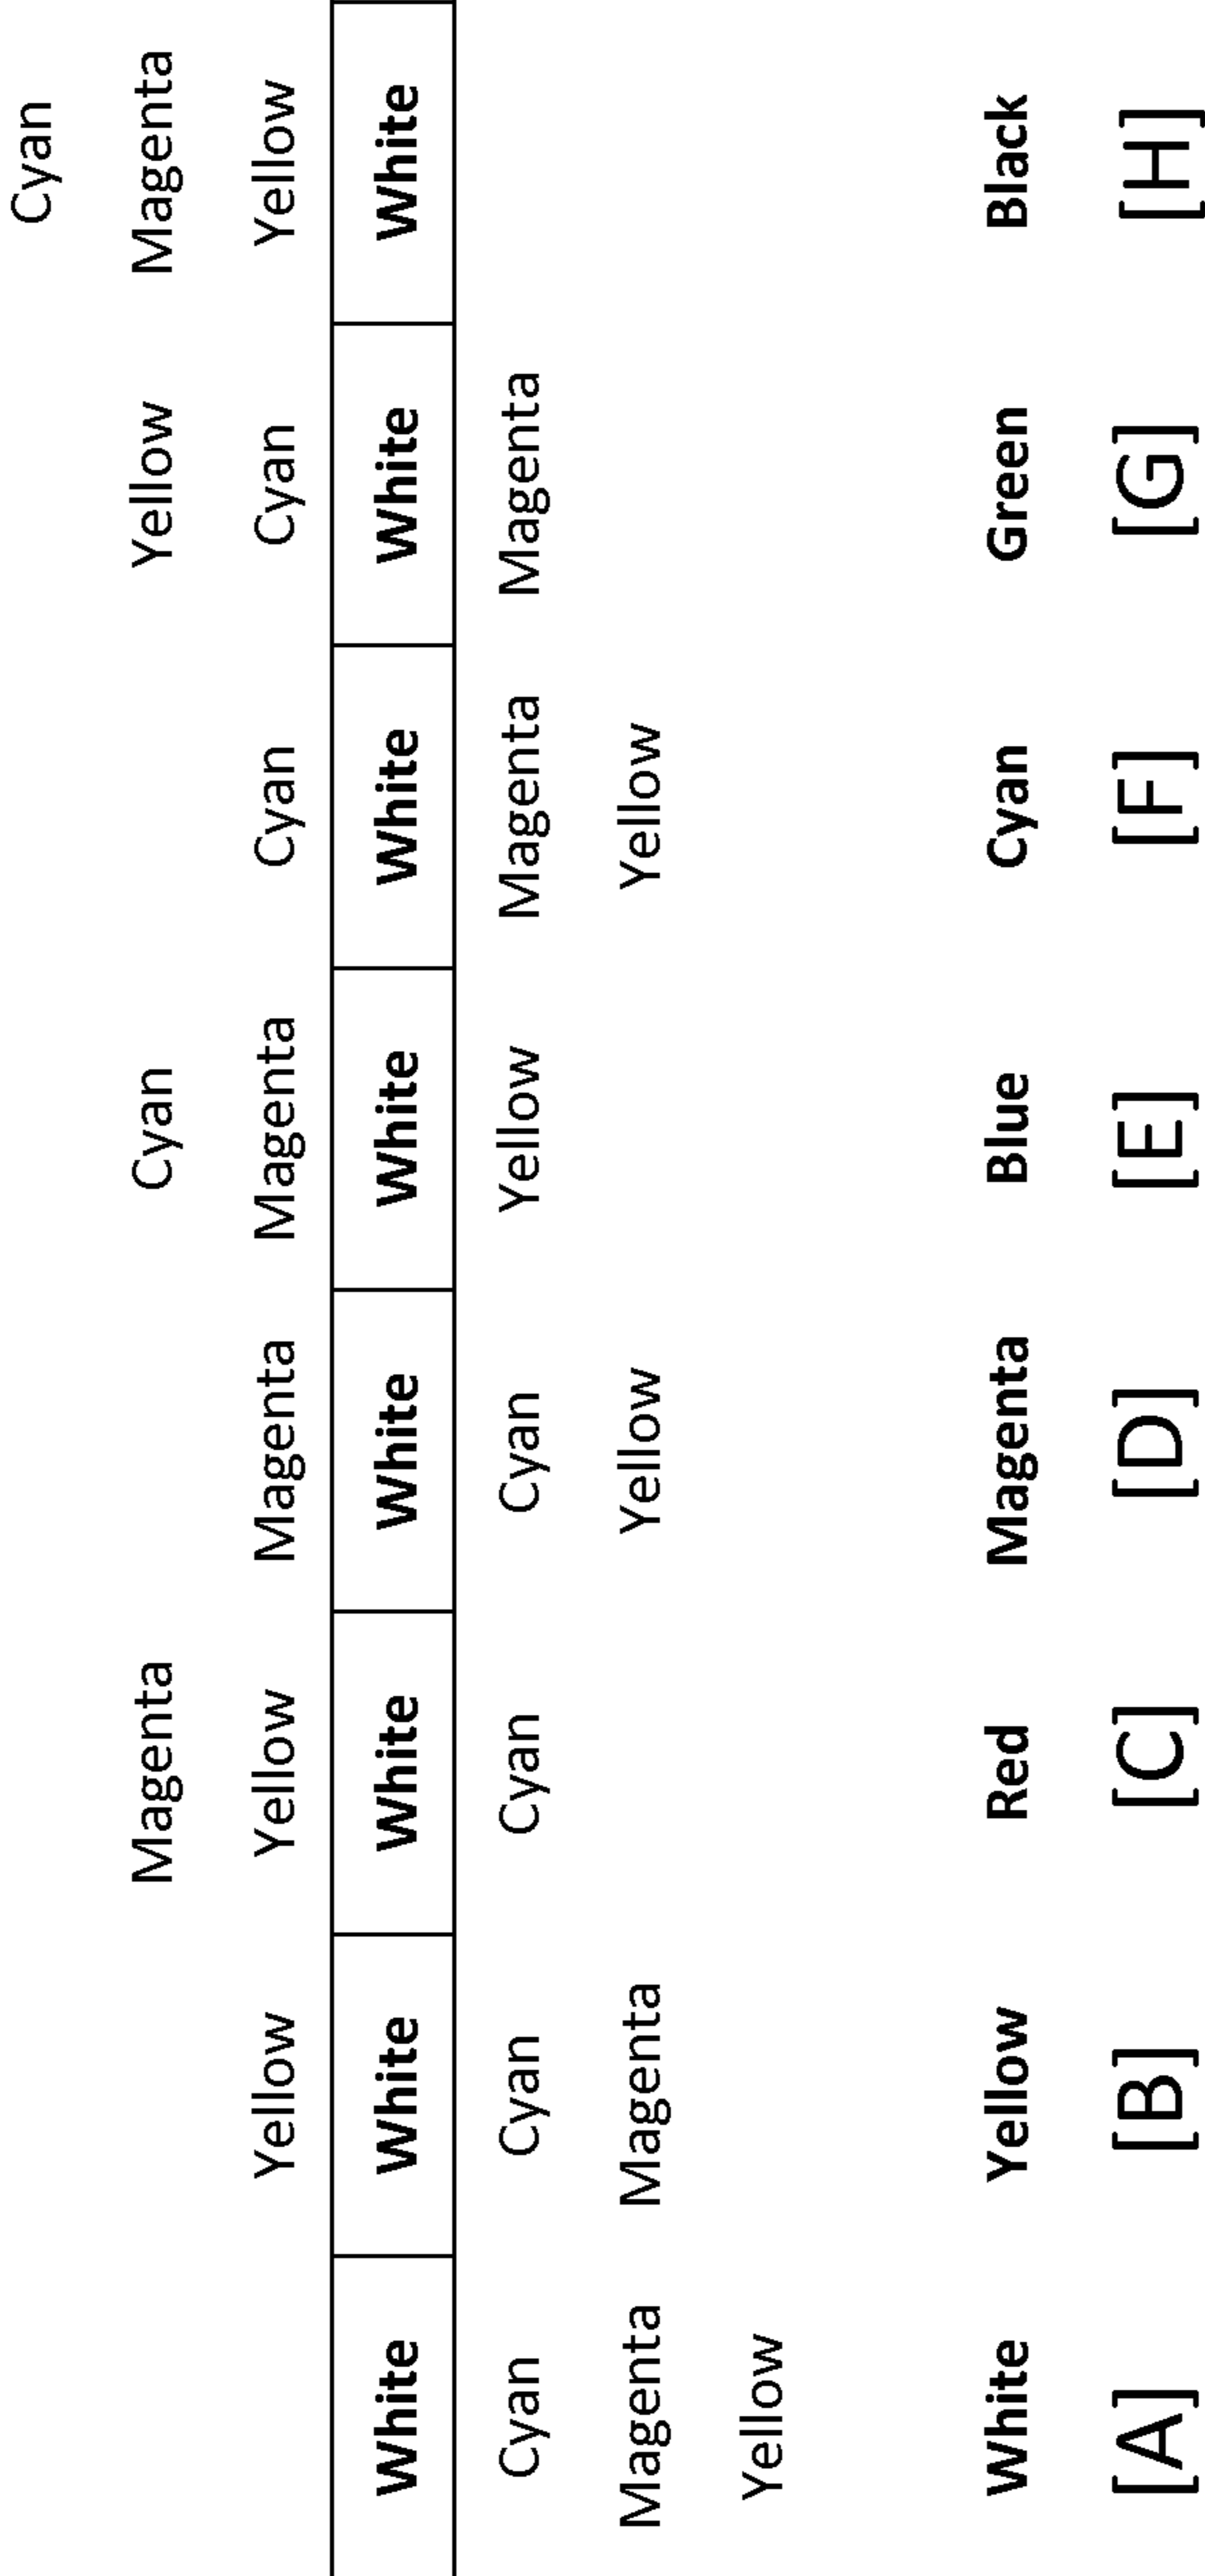 Cyan
Magenta Cyan Yellow Magenta
Yellow Yellow Magenta Magenta Cyan Cyan Yellow
White White White White White White White White
Cyan Cyan Cyan Cyan Yellow Magenta Magenta
Magenta Magenta Yellow Yellow
Yellow
White Yellow Red Magenta Blue Cyan Green Black
[A] [B] [C] [D] [E] [F] [G] [H]